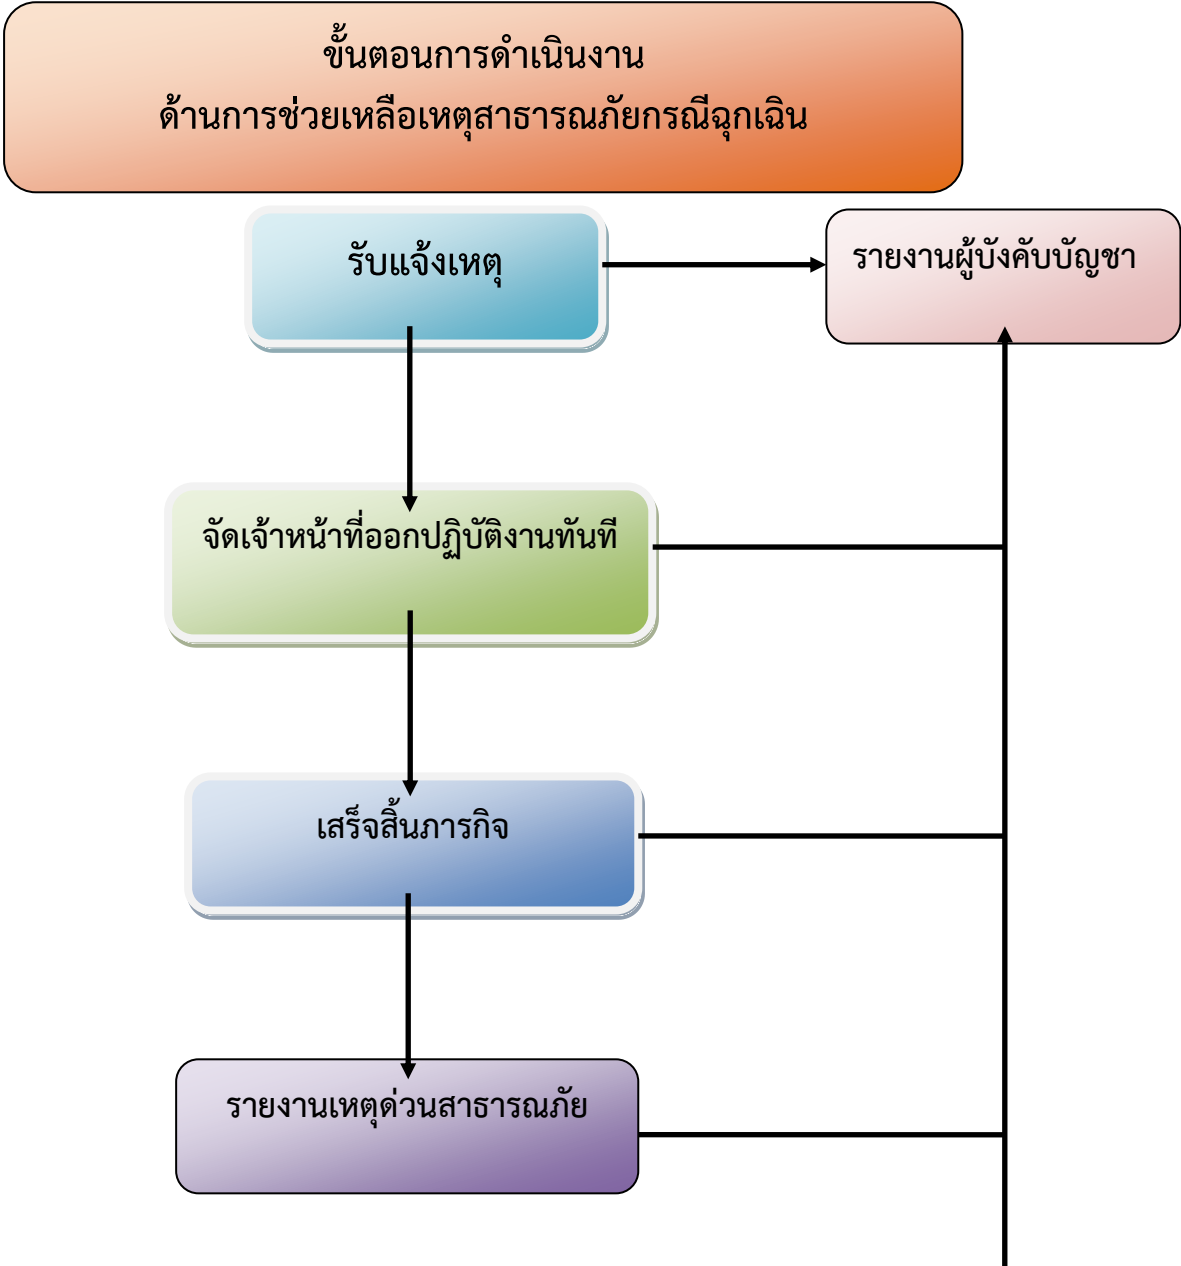 ขั้นตอนการดำเนินงาน
ด้านการช่วยเหลือเหตุสาธารณภัยกรณีฉุกเฉิน
รับแจ้งเหตุ
รายงานผู้บังคับบัญชา
จัดเจ้าหน้าที่ออกปฏิบัติงานทันที
เสร็จสิ้นภารกิจ
รายงานเหตุด่วนสาธารณภัย